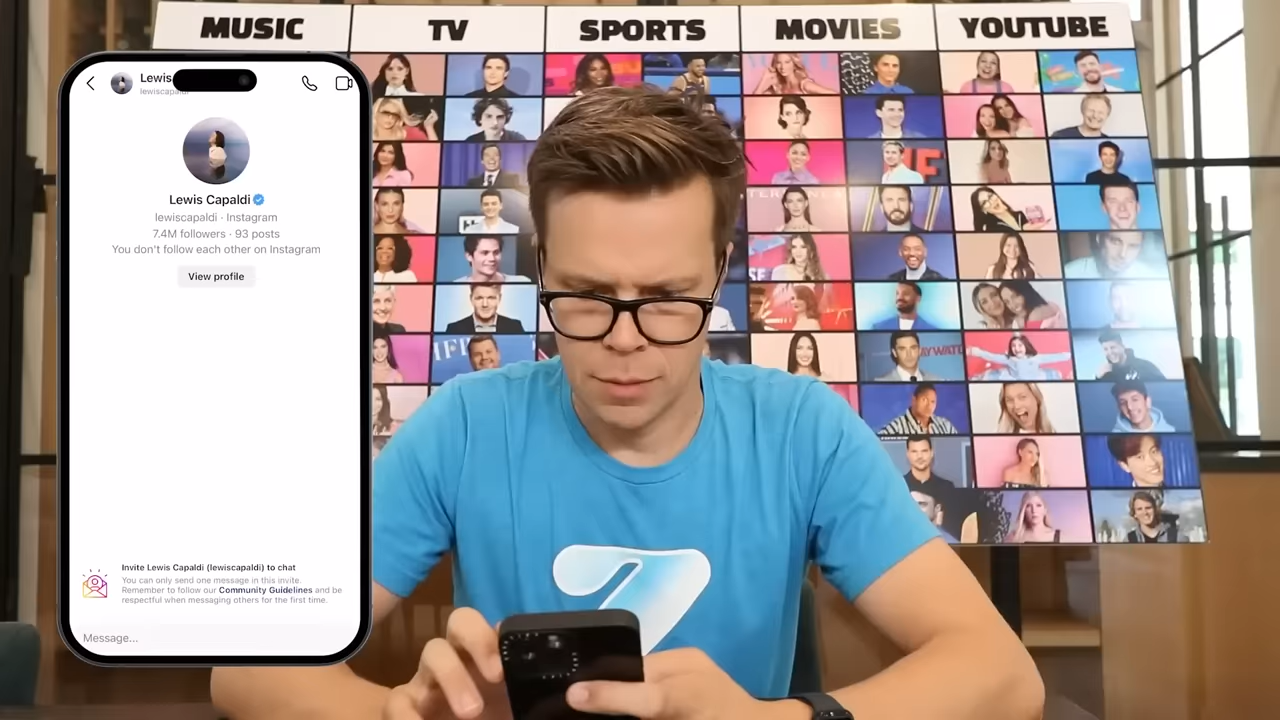 MUSIC
TV
SPORTS
MOVIES
YOUTUBE
Lewis
Lewis Capaldi
lewiscapaldi · Instagram
7.4M followers · 93 posts
You don't follow each other on Instagram
View profile
Invite Lewis Capaldi (lewiscapaldi) to chat
You can only send one message in this invite.
Remember to follow our Community Guidelines and be
respectful when messaging others for the first time.
Message...